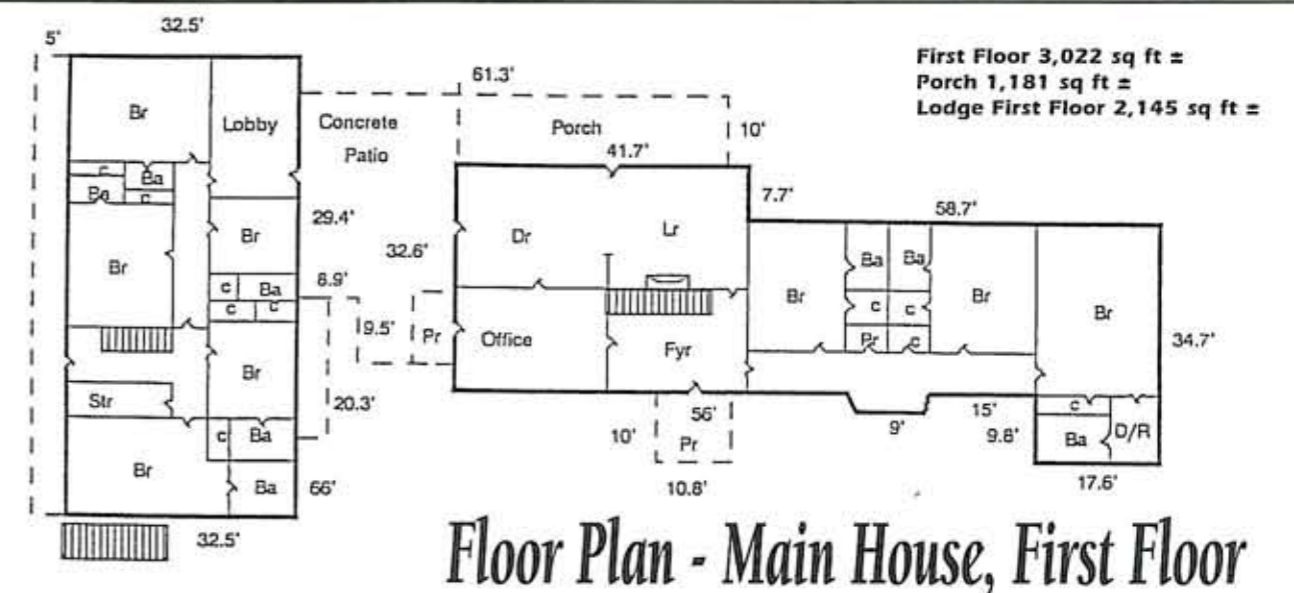 32.5'
5'
First Floor 3,022 sq ft ±
Porch 1,181 sq ft ±
Lodge First Floor 2,145 sq ft ±
61.3'
Br
Lobby
Concrete
Patio
Porch
10'
41.7'
c
Ba
Ba
c
7.7'
58.7'
29.4'
Br
Dr
Lr
32.6'
Br
Ba
Ba
8.9'
c
Ba
c
c
Br
c
c
Br
Br
9.5'
Pr
Office
Fyr
Pr
c
34.7'
Br
Str
20.3'
56'
15'
c
9'
9.8'
c
Ba
10'
Pr
Ba
D/R
Br
Ba
66'
10.8'
17.6'
32.5'
Floor Plan - Main House, First Floor